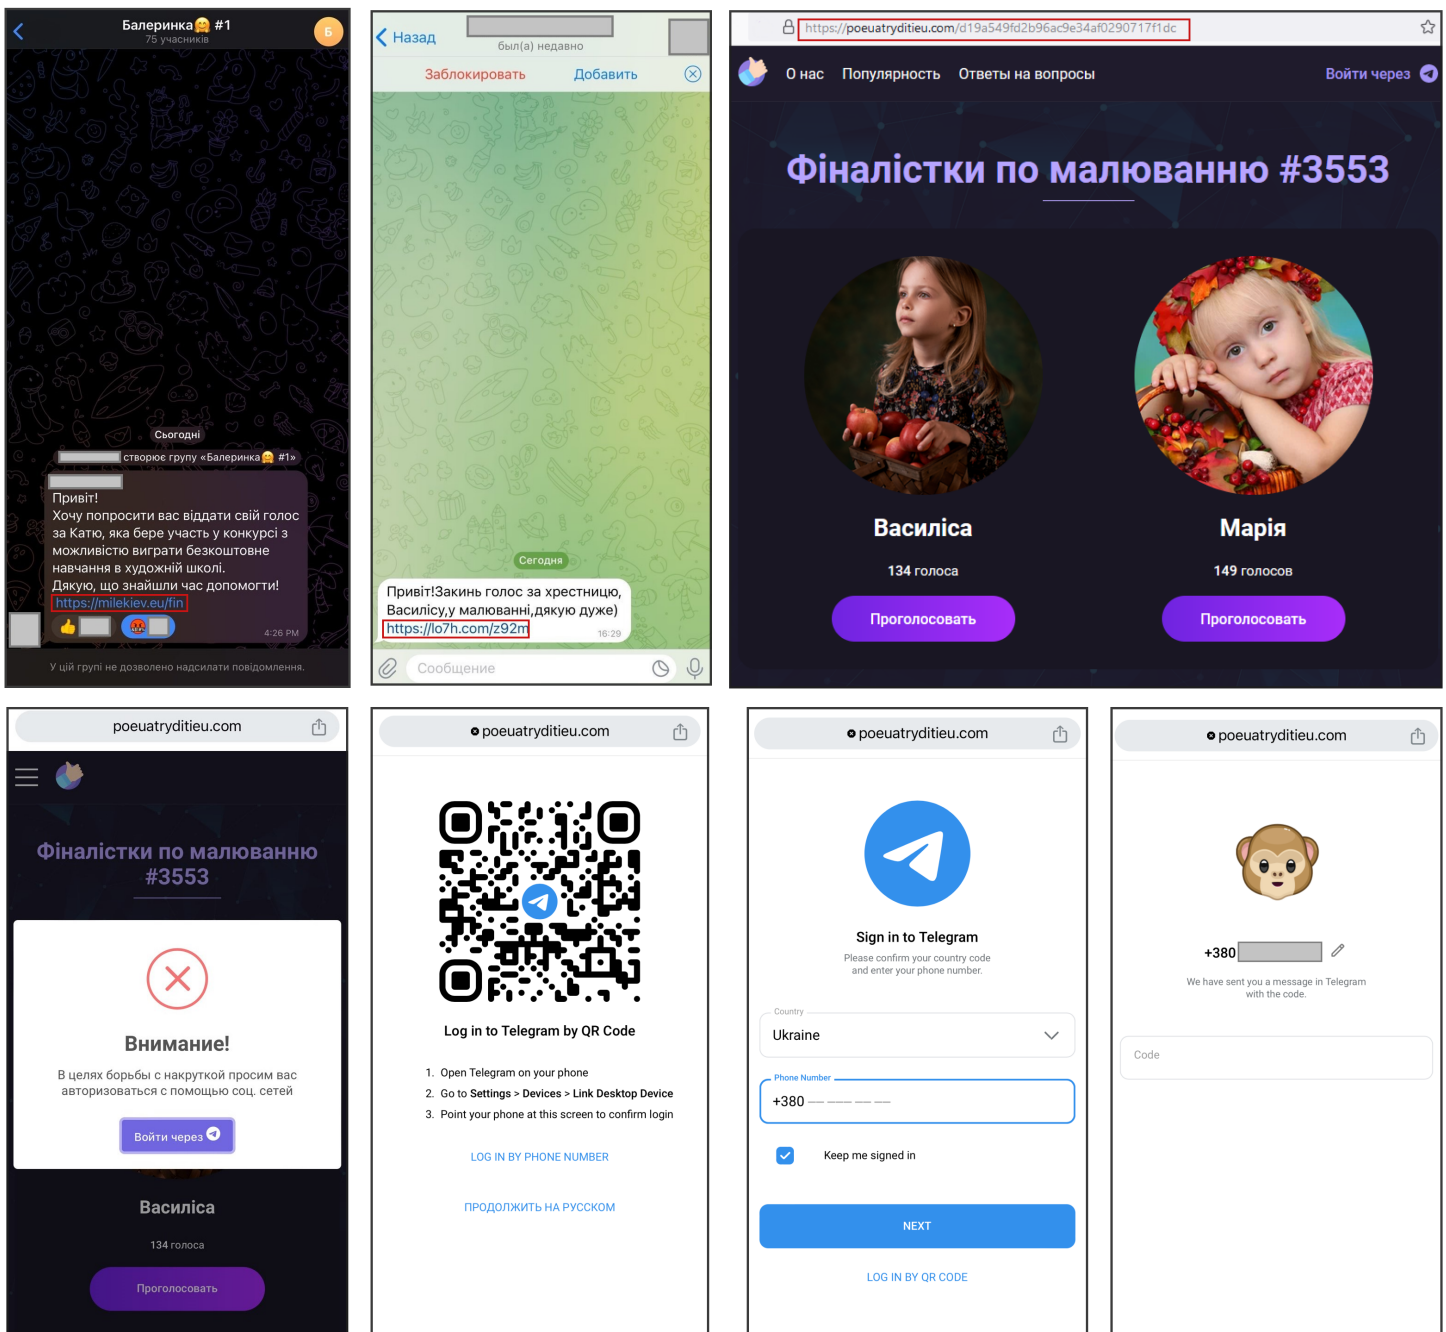 Балеринка🤗 #1
75 учасників
Б
Сьогодні
створює групу «Балеринка🤗 #1»
Привіт!
Хочу попросити вас віддати свій голос
за Катю, яка бере участь у конкурсі з
можливістю виграти безкоштовне
навчання в художній школі.
Дякую, що знайшли час допомогти!
https://milekiev.eu/fin
4:26 PM
У цій групі не дозволено надсилати повідомлення.
Назад
был(а) недавно
Заблокировать
Добавить
Сегодня
Привіт!Закинь голос за хрестницю,
Василісу,у малюванні,дякую дуже)
https://lo7h.com/z92m
16:29
Сообщение
https://poeuatryditieu.com/d19a549fd2b96ac9e34af0290717f1dc
О нас Популярность Ответы на вопросы
Войти через
Фіналістки по малюванню #3553
Василіса
134 голоса
Проголосовать
Марія
149 голосов
Проголосовать
poeuatryditieu.com
Фіналістки по малюванню
#3553
Внимание!
В целях борьбы с накруткой просим вас
авторизоваться с помощью соц. сетей
Войти через
Василіса
134 голоса
Проголосовать
poeuatryditieu.com
Log in to Telegram by QR Code
1. Open Telegram on your phone
2. Go to Settings > Devices > Link Desktop Device
3. Point your phone at this screen to confirm login
LOG IN BY PHONE NUMBER
ПРОДОЛЖИТЬ НА РУССКОМ
poeuatryditieu.com
Sign in to Telegram
Please confirm your country code
and enter your phone number.
Country
Ukraine
Phone Number
+380
Keep me signed in
NEXT
LOG IN BY QR CODE
poeuatryditieu.com
+380
We have sent you a message in Telegram
with the code.
Code